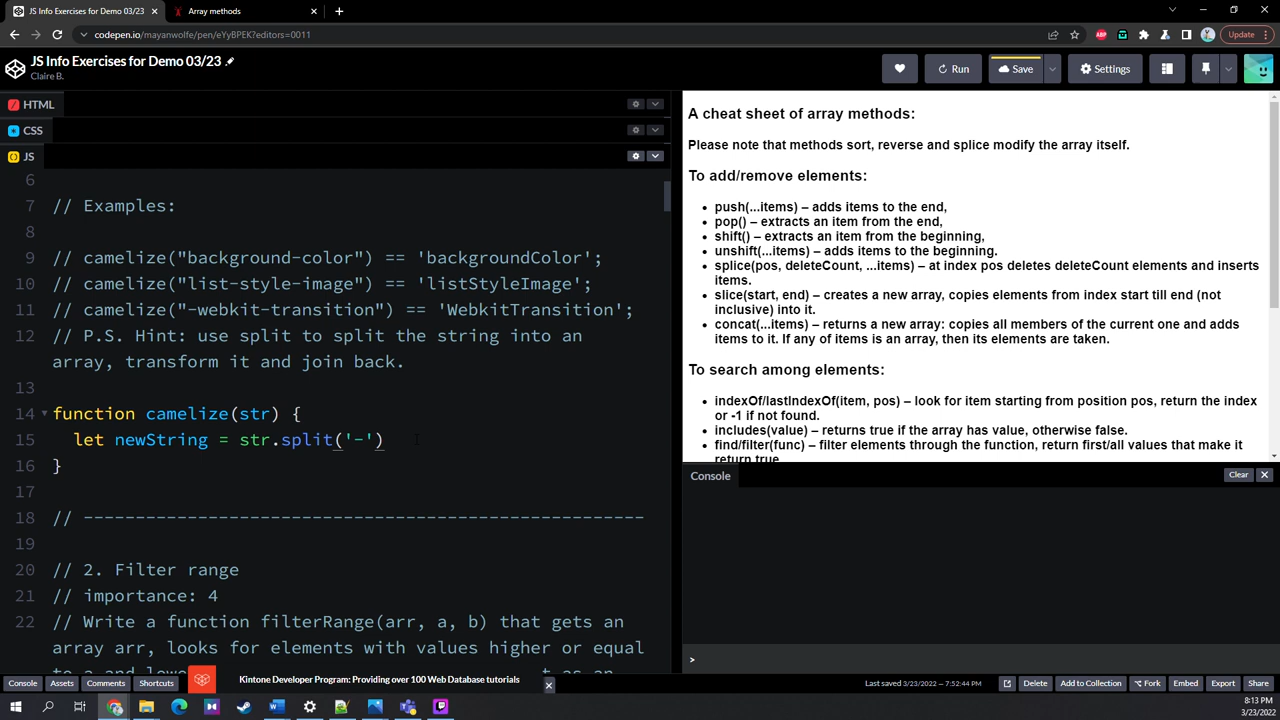 JS Info Exercises for Demo 03/23
Array methods
codepen.io/mayanwolfe/pen/eYyBPEK?editors=0011
ABP
Update
JS Info Exercises for Demo 03/23
Claire B.
Run
Save
Settings
HTML
CSS
JS
6
7 // Examples:
8
9 // camelize("background-color") == 'backgroundColor';
10 // camelize("list-style-image") == 'listStyleImage';
11 // camelize("-webkit-transition") == 'WebkitTransition';
12 // P.S. Hint: use split to split the string into an
array, transform it and join back.
13
14 function camelize(str) {
15 let newString = str.split('-')
16 }
17
18 // ------------------------------------------------------
19
20 // 2. Filter range
21 // importance: 4
22 // Write a function filterRange(arr, a, b) that gets an
array arr, looks for elements with values higher or equal
to a and
A cheat sheet of array methods:
Please note that methods sort, reverse and splice modify the array itself.
To add/remove elements:
• push(...items) – adds items to the end,
• pop() – extracts an item from the end,
• shift() – extracts an item from the beginning,
• unshift(...items) – adds items to the beginning.
• splice(pos, deleteCount, ...items) – at index pos deletes deleteCount elements and inserts
items.
• slice(start, end) – creates a new array, copies elements from index start till end (not
inclusive) into it.
• concat(...items) – returns a new array: copies all members of the current one and adds
items to it. If any of items is an array, then its elements are taken.
To search among elements:
• indexOf/lastIndexOf(item, pos) – look for item starting from position pos, return the index
or -1 if not found.
• includes(value) – returns true if the array has value, otherwise false.
• find/filter(func) – filter elements through the function, return first/all values that make it
return true.
Console
Clear
>
Console
Assets
Comments
Shortcuts
Kintone Developer Program: Providing over 100 Web Database tutorials
Last saved 3/23/2022 – 7:52:44 PM
Delete
Add to Collection
Fork
Embed
Export
Share
8:13 PM
3/23/2022